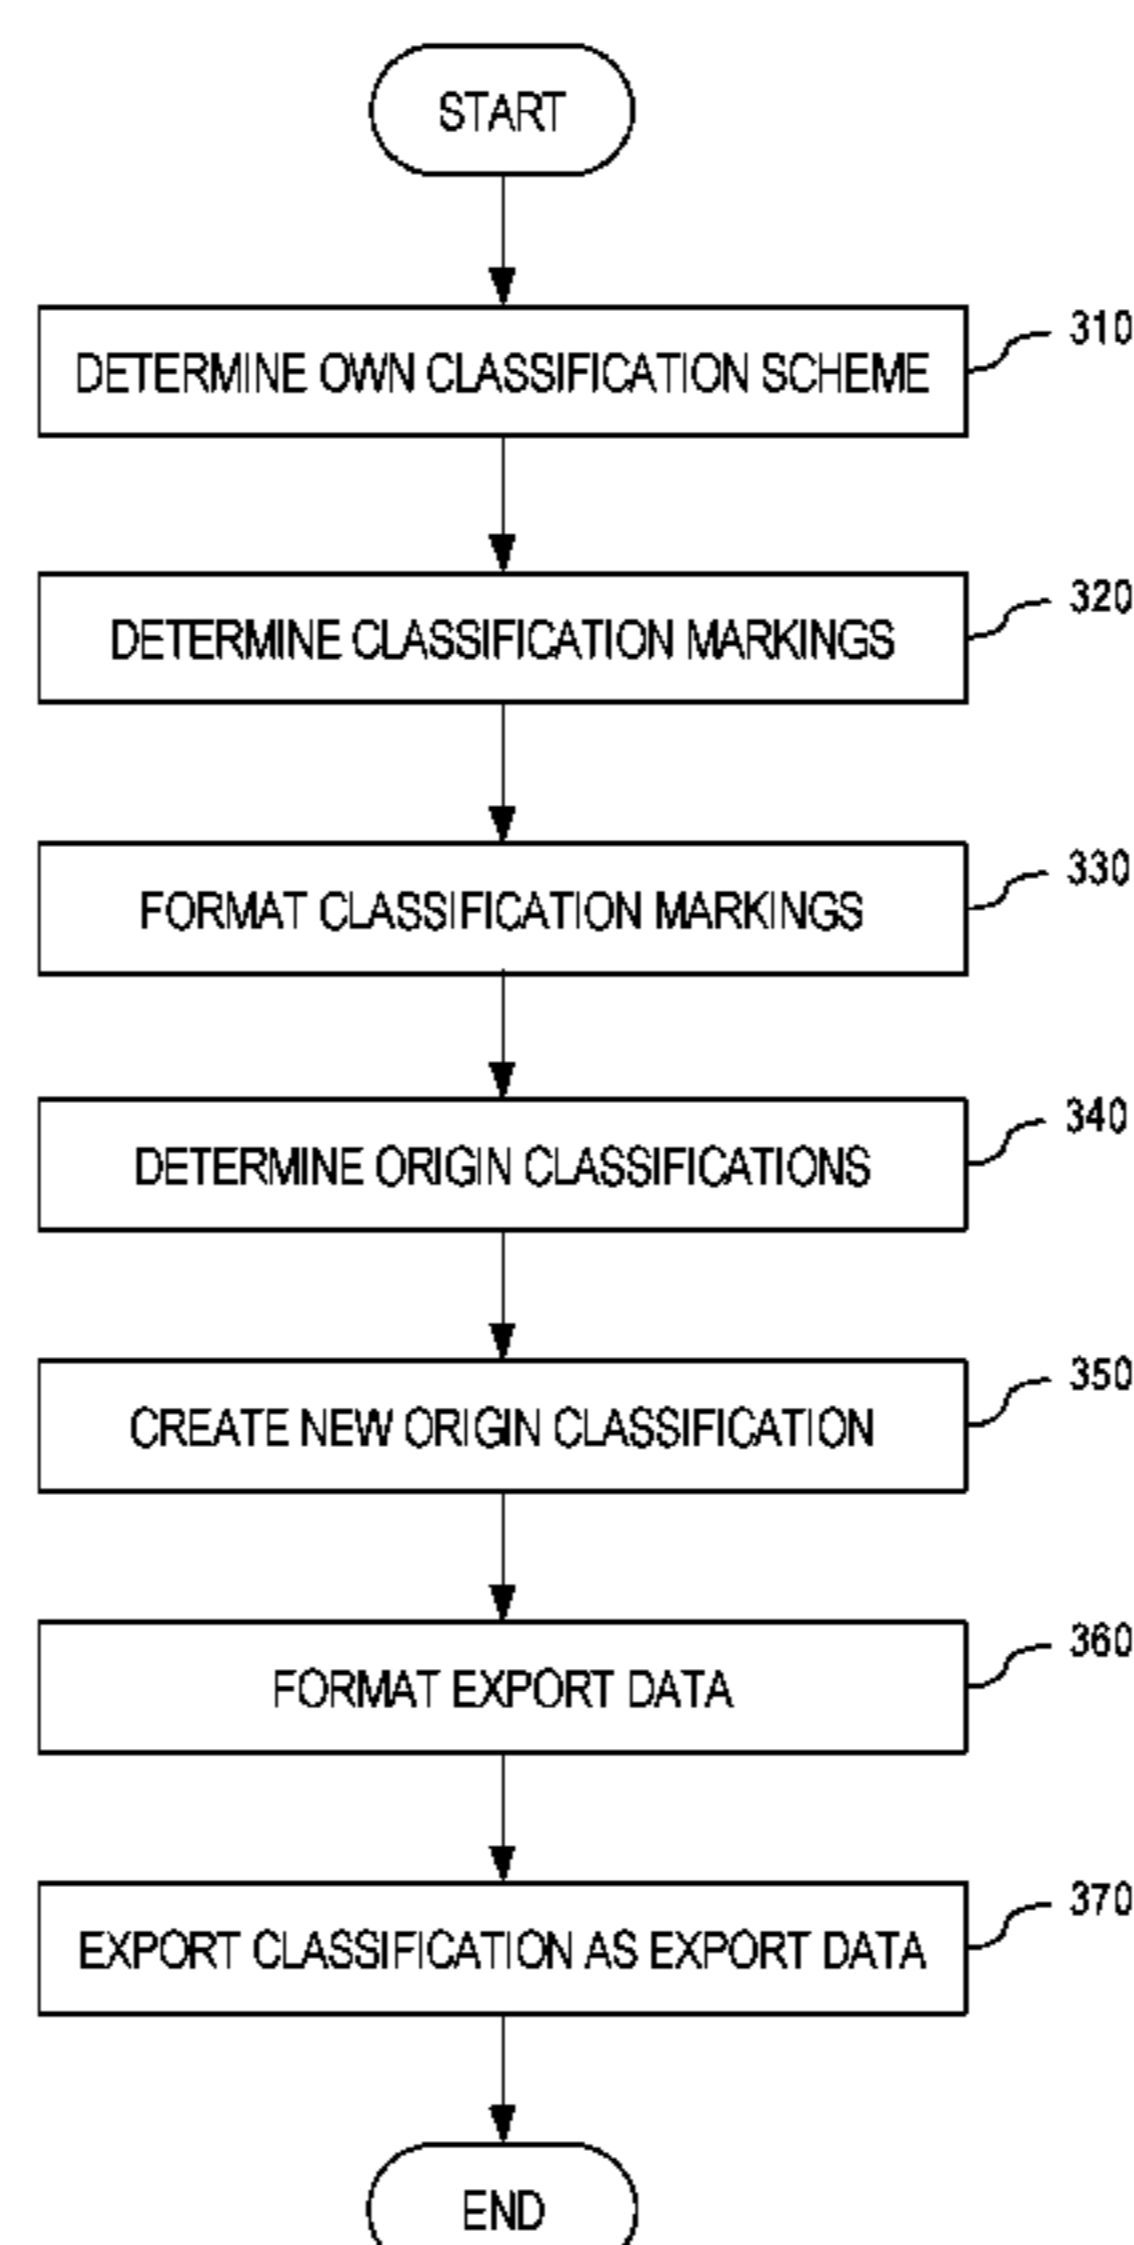 START
DETERMINE OWN CLASSIFICATION SCHEME
310
DETERMINE CLASSIFICATION MARKINGS
320
FORMAT CLASSIFICATION MARKINGS
330
DETERMINE ORIGIN CLASSIFICATIONS
340
CREATE NEW ORIGIN CLASSIFICATION
350
FORMAT EXPORT DATA
360
EXPORT CLASSIFICATION AS EXPORT DATA
370
END